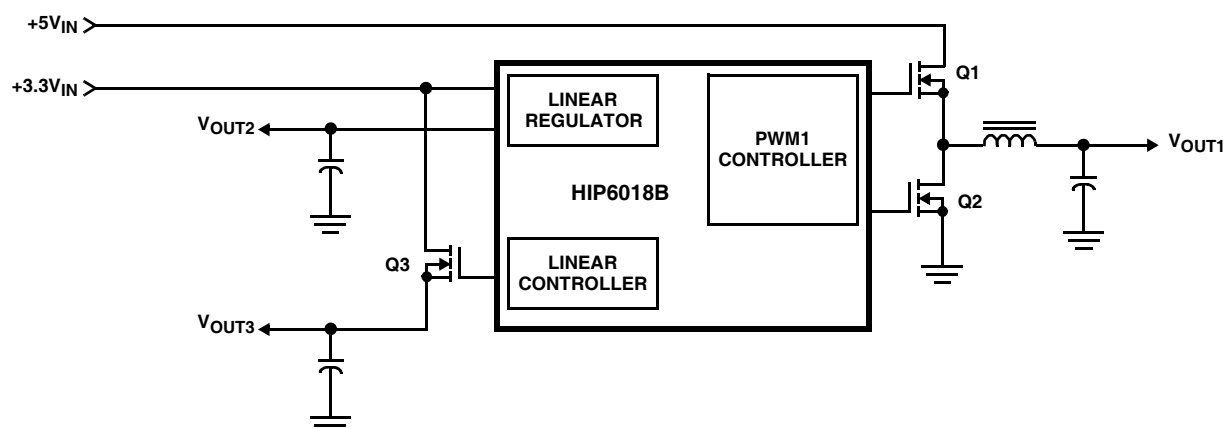 +5VIN
+3.3VIN
VOUT2
LINEAR
REGULATOR
PWM1
CONTROLLER
HIP6018B
Q1
VOUT1
Q2
Q3
LINEAR
CONTROLLER
VOUT3